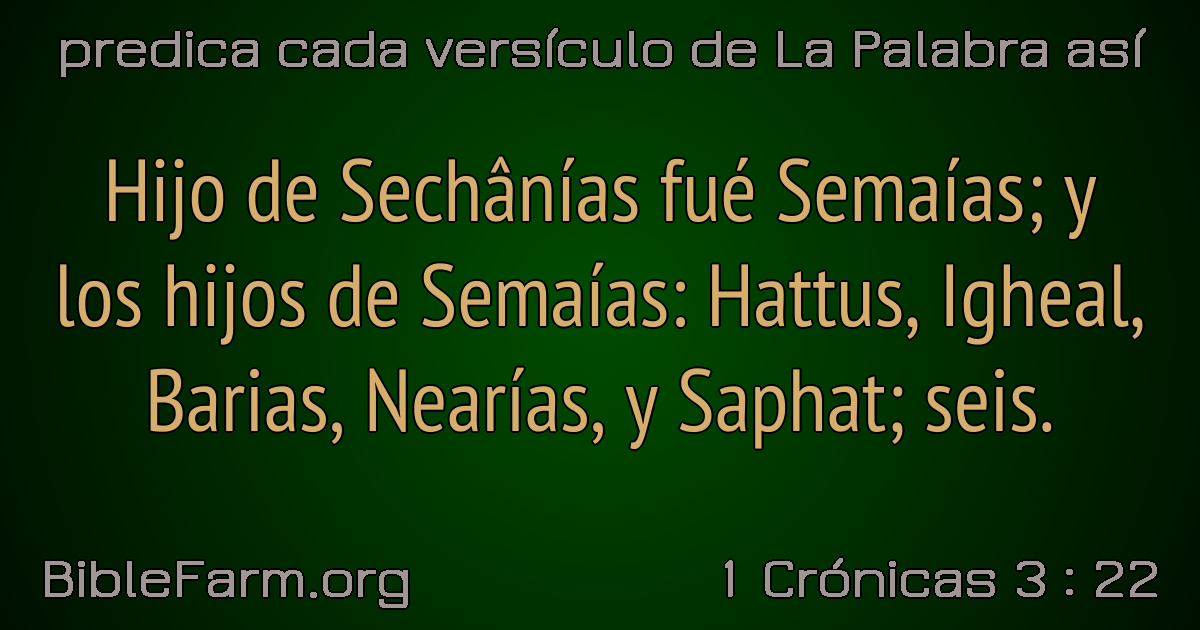 predica cada versículo de La Palabra así
Hijo de Sechânías fué Semaías; y
los hijos de Semaías: Hattus, Igheal,
Barias, Nearías, y Saphat; seis.
BibleFarm.org
1 Crónicas 3 : 22